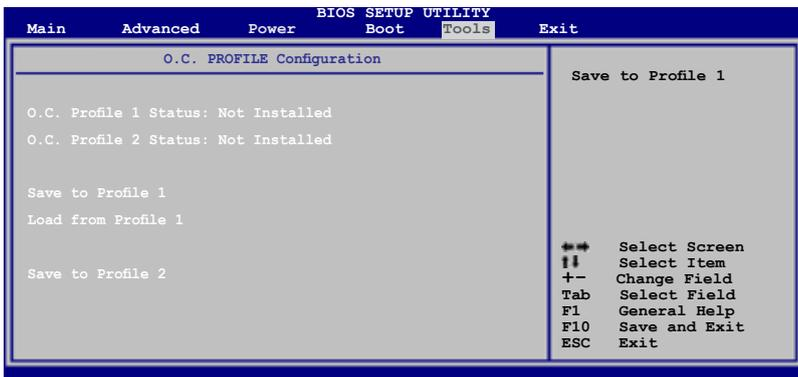 BIOS SETUP UTILITY
Main Advanced Power Boot Tools Exit
O.C. PROFILE Configuration
O.C. Profile 1 Status: Not Installed
O.C. Profile 2 Status: Not Installed
Save to Profile 1
Load from Profile 1
Save to Profile 2
Save to Profile 1
Select Screen
Select Item
+- Change Field
Tab Select Field
F1 General Help
F10 Save and Exit
ESC Exit